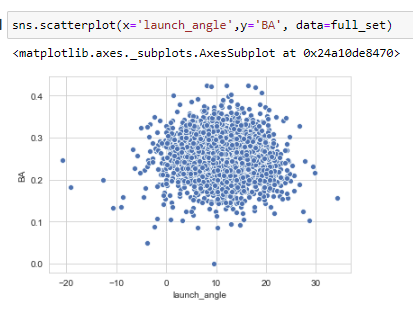 sns.scatterplot(x='launch_angle',y='BA', data=full_set)
<matplotlib.axes._subplots.AxesSubplot at 0x24a10de8470>
0.4
0.3
BA
0.2
0.1
0.0
−20 −10 0 10 20 30
launch_angle